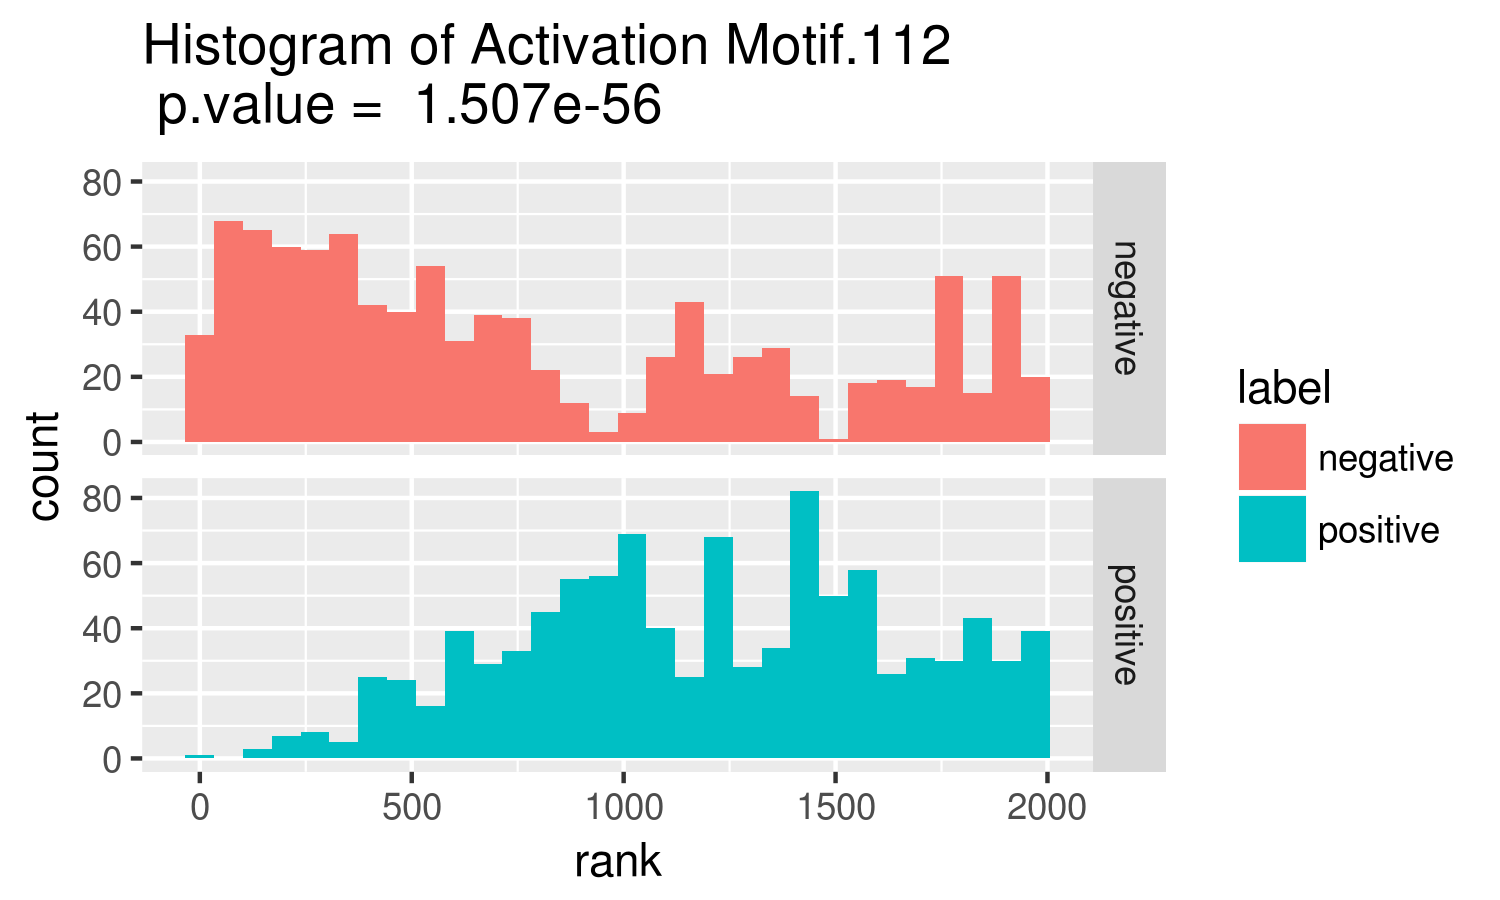 Histogram of Activation Motif.112
p.value = 1.507e-56
80
60
40
20
0
negative
80
60
40
20
0
positive
count
0 500 1000 1500 2000
rank
label
negative
positive